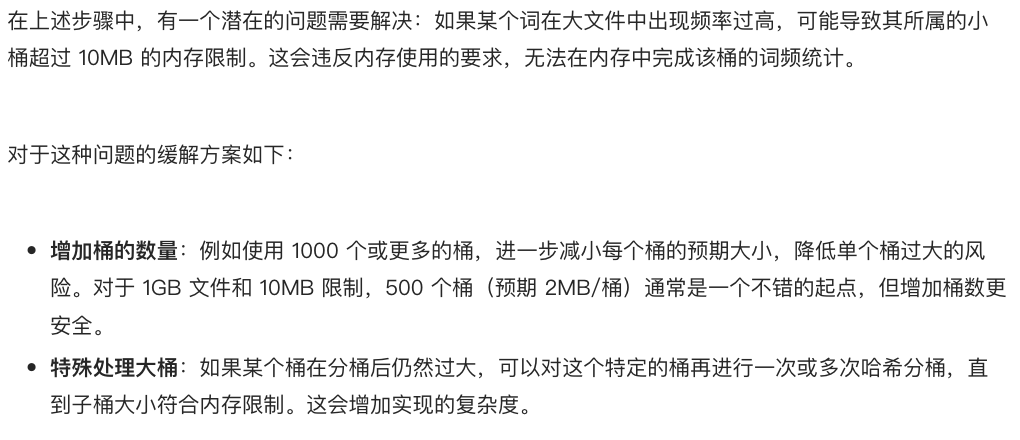 在上述步骤中，有一个潜在的问题需要解决：如果某个词在大文件中出现频率过高，可能导致其所属的小
桶超过 10MB 的内存限制。这会违反内存使用的要求，无法在内存中完成该桶的词频统计。
对于这种问题的缓解方案如下：
• 增加桶的数量：例如使用 1000 个或更多的桶，进一步减小每个桶的预期大小，降低单个桶过大的风
险。对于 1GB 文件和 10MB 限制，500 个桶（预期 2MB/桶）通常是一个不错的起点，但增加桶数更
安全。
• 特殊处理大桶：如果某个桶在分桶后仍然过大，可以对这个特定的桶再进行一次或多次哈希分桶，直
到子桶大小符合内存限制。这会增加实现的复杂度。